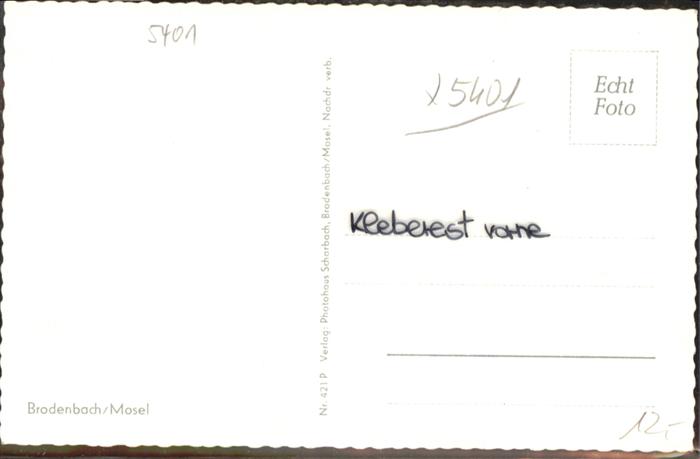 5401
x 5401
Echt
Foto
Kleberest vorne
Nr. 421 P Verlag: Photohaus Scharbach, Brodenbach/Mosel. Nachdr. verb.
Brodenbach/Mosel
12,-